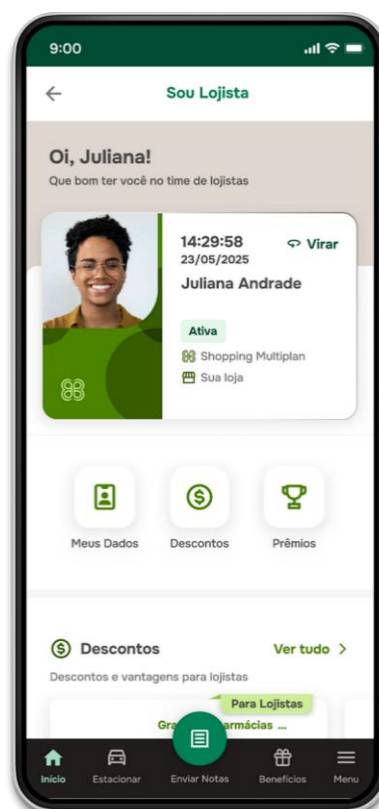 9:00
Sou Lojista
Oi, Juliana!
Que bom ter você no time de lojistas
14:29:58 Virar
23/05/2025
Juliana Andrade
Ativa
Shopping Multiplan
Sua loja
Meus Dados Descontos Prêmios
Descontos Ver tudo >
Descontos e vantagens para lojistas
Para Lojistas
Início Estacionar Enviar Notas Benefícios Menu